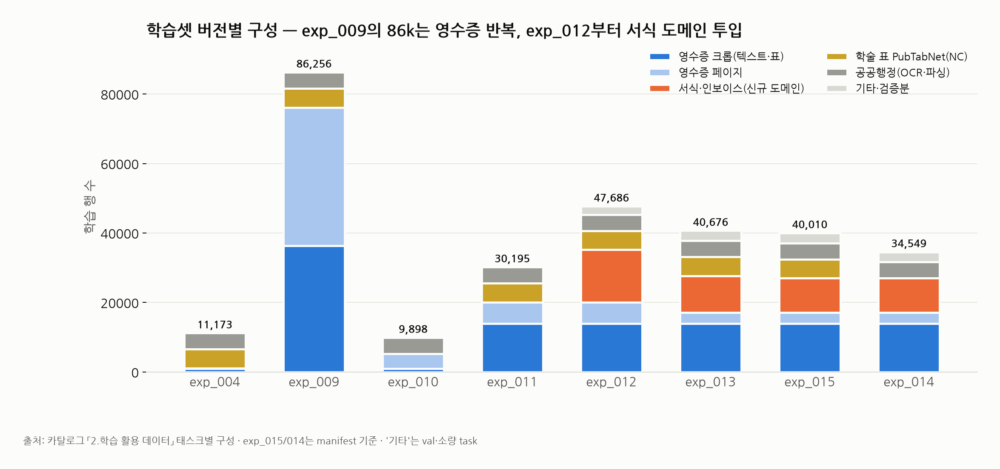 학습셋 버전별 구성 — exp_009의 86k는 영수증 반복, exp_012부터 서식 도메인 투입
영수증 크롭(텍스트·표)
영수증 페이지
서식·인보이스(신규 도메인)
학술 표 PubTabNet(NC)
공공행정(OCR·파싱)
기타·검증분
학습 행 수
80000
60000
40000
20000
0
11,173
86,256
9,898
30,195
47,686
40,676
40,010
34,549
exp_004
exp_009
exp_010
exp_011
exp_012
exp_013
exp_015
exp_014
출처: 카탈로그「2.학습 활용 데이터」태스크별 구성 · exp_015/014는 manifest 기준 · '기타'는 val·소량 task